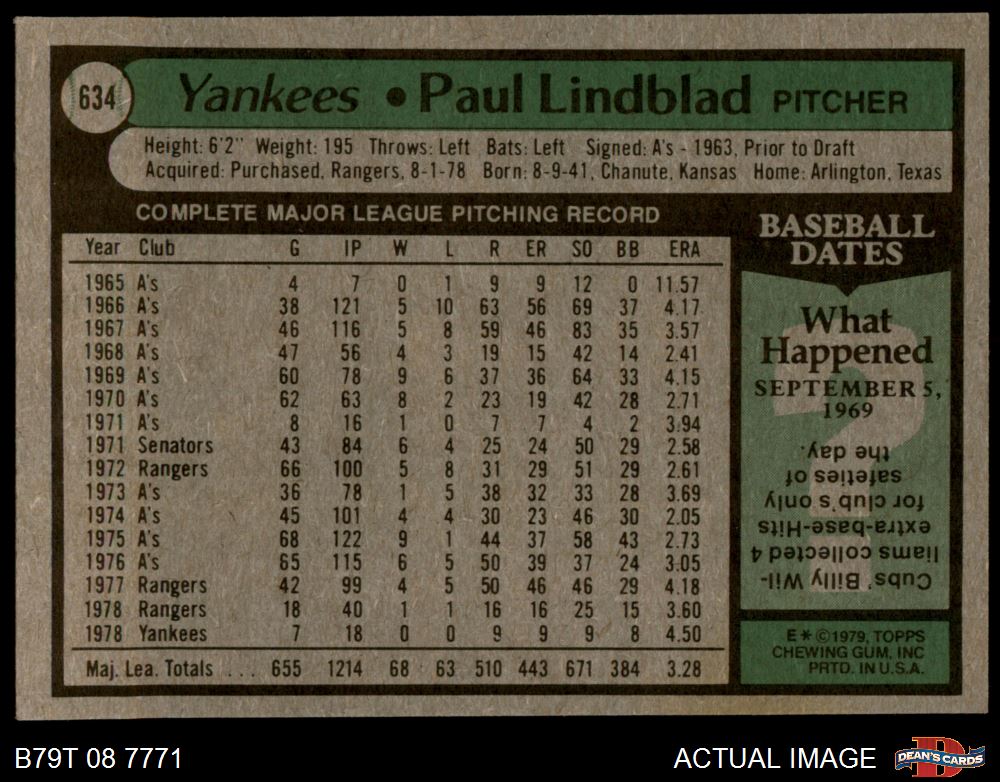 634
Yankees • Paul Lindblad PITCHER
Height: 6'2" Weight: 195 Throws: Left Bats: Left Signed: A's - 1963, Prior to Draft
Acquired: Purchased, Rangers, 8-1-78 Born: 8-9-41, Chanute, Kansas Home: Arlington, Texas
COMPLETE MAJOR LEAGUE PITCHING RECORD
Year Club G IP W L R ER SO BB ERA
1965 A's 4 7 0 1 9 9 12 0 11.57
1966 A's 38 121 5 10 63 56 69 37 4.17
1967 A's 46 116 5 8 59 46 83 35 3.57
1968 A's 47 56 4 3 19 15 42 14 2.41
1969 A's 60 78 9 6 37 36 64 33 4.15
1970 A's 62 63 8 2 23 19 42 28 2.71
1971 A's 8 16 1 0 7 7 4 2 3.94
1971 Senators 43 84 6 4 25 24 50 29 2.58
1972 Rangers 66 100 5 8 31 29 51 29 2.61
1973 A's 36 78 1 5 38 32 33 28 3.69
1974 A's 45 101 4 4 30 23 46 30 2.05
1975 A's 68 122 9 1 44 37 58 43 2.73
1976 A's 65 115 6 5 50 39 37 24 3.05
1977 Rangers 42 99 4 5 50 46 46 29 4.18
1978 Rangers 18 40 1 1 16 16 25 15 3.60
1978 Yankees 7 18 0 0 9 9 9 8 4.50
Maj. Lea. Totals . . . 655 1214 68 63 510 443 671 384 3.28
BASEBALL
DATES
What
Happened
SEPTEMBER 5,
1969
Cubs' Billy Wil-
liams collected 4
extra-base-Hits
for club's only
safeties of
the day.
E * © 1979, TOPPS
CHEWING GUM, INC
PRTD. IN U.S.A.
B79T 08 7771
ACTUAL IMAGE
D
DEAN'S CARDS